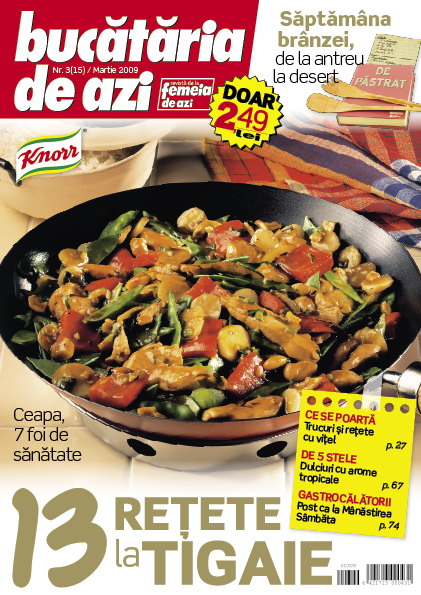 bucătăria
Nr. 3(15) / Martie 2009
de azi
revistă de la
femeia
de azi
Săptămâna
brânzei,
de la antreu
la desert
DE
PĂSTRAT
DOAR
2,49
lei
Knorr
Ceapa,
7 foi de
sănătate
CE SE POARTĂ
Trucuri și rețete
cu vițel
p. 27
DE 5 STELE
Dulciuri cu arome
tropicale
p. 67
GASTROCĂLĂTORII
Post ca la Mânăstirea
Sâmbăta
p. 74
13 REȚETE
la TIGAIE